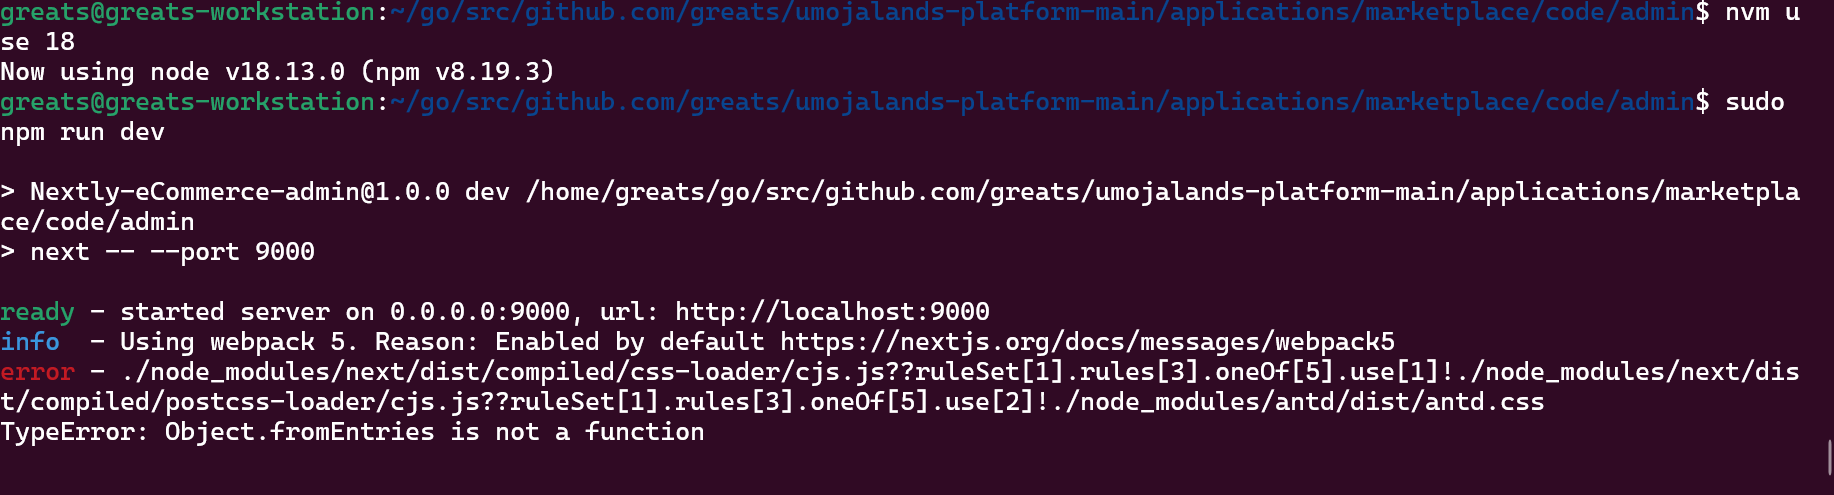 greats@greats-workstation:~/go/src/github.com/greats/umojalands-platform-main/applications/marketplace/code/admin$ nvm u
se 18
Now using node v18.13.0 (npm v8.19.3)
greats@greats-workstation:~/go/src/github.com/greats/umojalands-platform-main/applications/marketplace/code/admin$ sudo
npm run dev
> Nextly-eCommerce-admin@1.0.0 dev /home/greats/go/src/github.com/greats/umojalands-platform-main/applications/marketpla
ce/code/admin
> next -- --port 9000
ready - started server on 0.0.0.0:9000, url: http://localhost:9000
info  - Using webpack 5. Reason: Enabled by default https://nextjs.org/docs/messages/webpack5
error - ./node_modules/next/dist/compiled/css-loader/cjs.js??ruleSet[1].rules[3].oneOf[5].use[1]!./node_modules/next/dis
t/compiled/postcss-loader/cjs.js??ruleSet[1].rules[3].oneOf[5].use[2]!./node_modules/antd/dist/antd.css
TypeError: Object.fromEntries is not a function